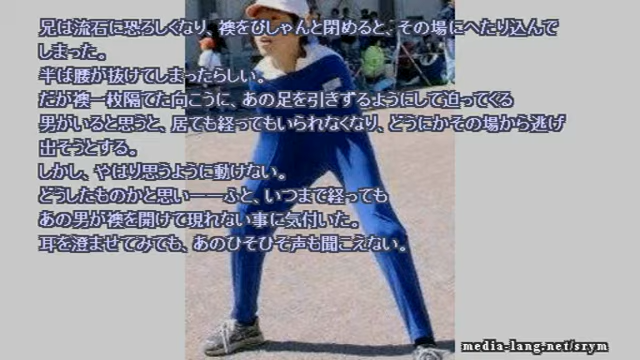 兄は流石に恐ろしくなり、襖をぴしゃんと閉めると、その場にへたり込んで
しまった。
半ば腰が抜けてしまったらしい。
だが襖一枚隔てた向こうに、あの足を引きずるようにして迫ってくる
男がいると思うと、居ても経ってもいられなくなり、どうにかその場から逃げ
出そうとする。
しかし、やはり思うように動けない。
どうしたものかと思い――ふと、いつまで経っても
あの男が襖を開けて現れない事に気付いた。
耳を澄ませてみても、あのひそひそ声も聞こえない。
media-lang.net/srym